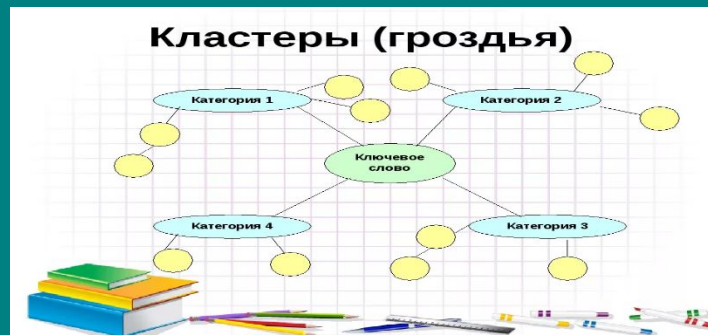 Кластеры (гроздья)
Категория 1
Категория 2
Ключевое
слово
Категория 4
Категория 3